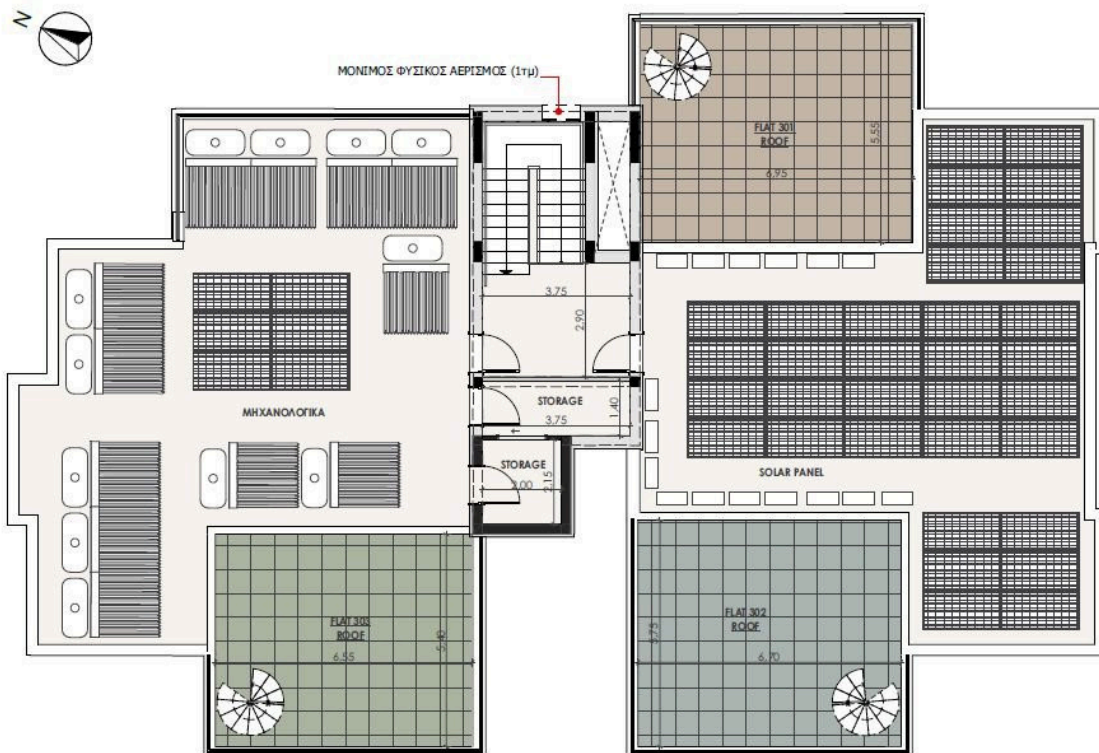 N
ΜΟΝΙΜΟΣ ΦΥΣΙΚΟΣ ΑΕΡΙΣΜΟΣ (1τμ)
FLAT 301
ROOF
5.55
6.95
3.75
2.90
STORAGE
1.40
3.75
ΜΗΧΑΝΟΛΟΓΙΚΑ
STORAGE
2.00
2.15
SOLAR PANEL
FLAT 303
ROOF
5.40
6.55
FLAT 302
ROOF
3.75
6.70